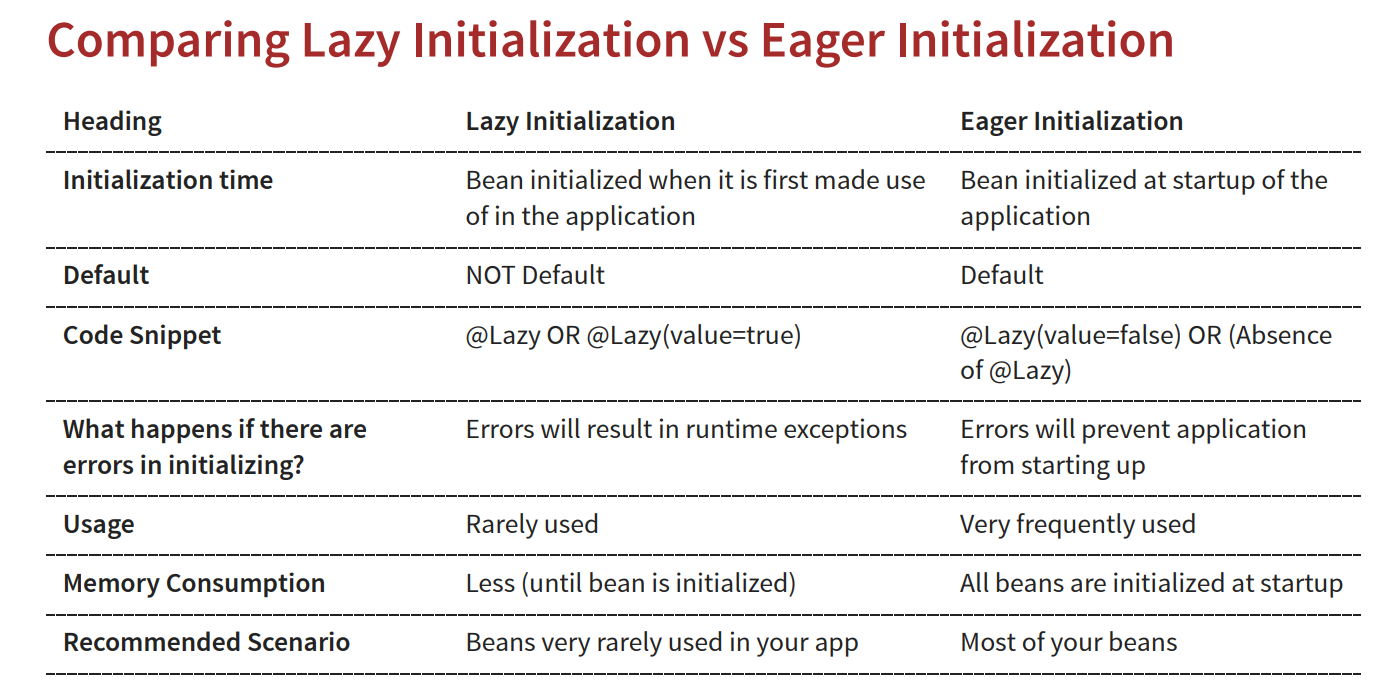 Comparing Lazy Initialization vs Eager Initialization
Heading Lazy Initialization Eager Initialization
Initialization time Bean initialized when it is first made use Bean initialized at startup of the
of in the application application
Default NOT Default Default
Code Snippet @Lazy OR @Lazy(value=true) @Lazy(value=false) OR (Absence
of @Lazy)
What happens if there are Errors will result in runtime exceptions Errors will prevent application
errors in initializing? from starting up
Usage Rarely used Very frequently used
Memory Consumption Less (until bean is initialized) All beans are initialized at startup
Recommended Scenario Beans very rarely used in your app Most of your beans